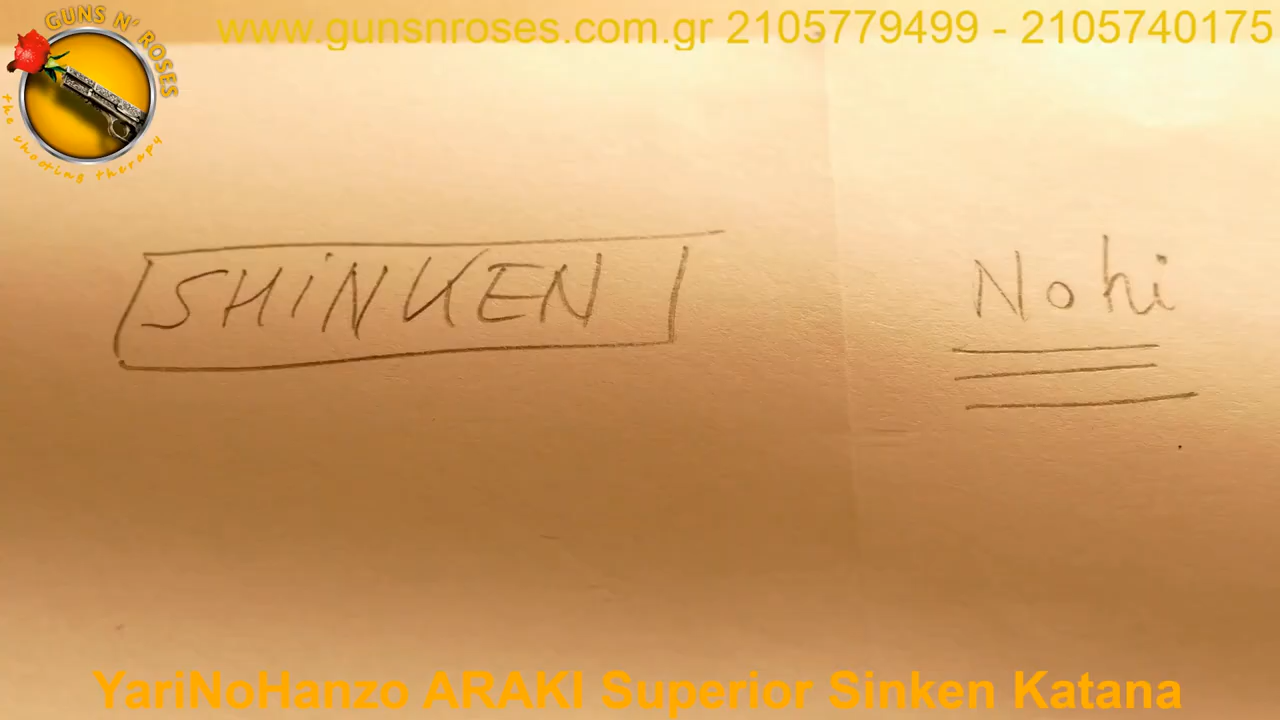 GUNS N' ROSES
the shooting therapy
www.gunsnroses.com.gr 2105779499 - 2105740175
SHiNKEN
Nohi
YariNoHanzo ARAKI Superior Sinken Katana